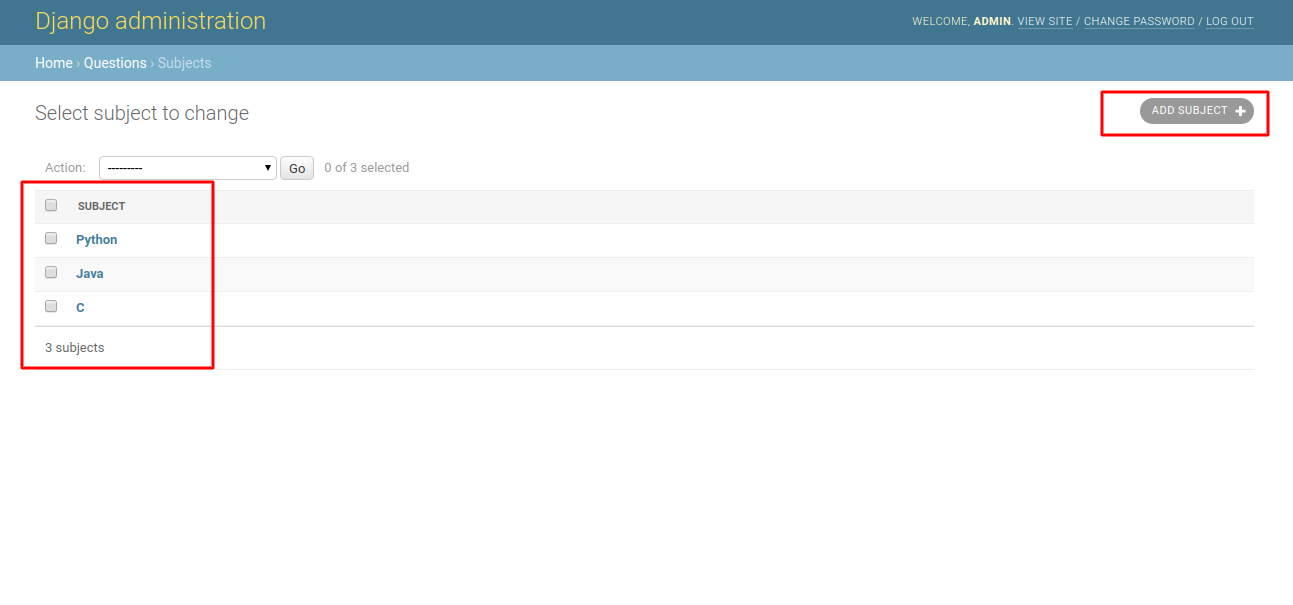 Django administration
WELCOME, ADMIN. VIEW SITE / CHANGE PASSWORD / LOG OUT
Home › Questions › Subjects
Select subject to change
ADD SUBJECT +
Action: --------- Go 0 of 3 selected
SUBJECT
Python
Java
C
3 subjects